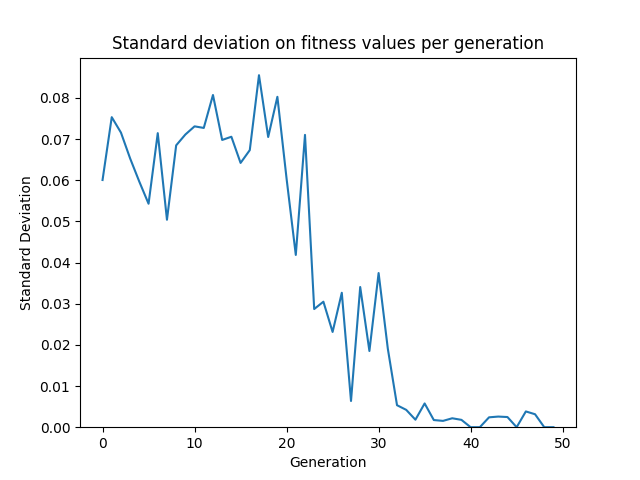 Standard deviation on fitness values per generation
0.08
0.07
0.06
0.05
0.04
0.03
0.02
0.01
0.00
Standard Deviation
0 10 20 30 40 50
Generation